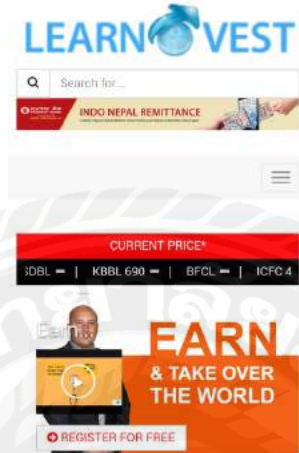 LEARN VEST
Search for...
INDO NEPAL REMITTANCE
CURRENT PRICE*
SDBL = | KBBL 690 = | BFCL = | ICFC 4
Earn...
EARN
& TAKE OVER
THE WORLD
REGISTER FOR FREE